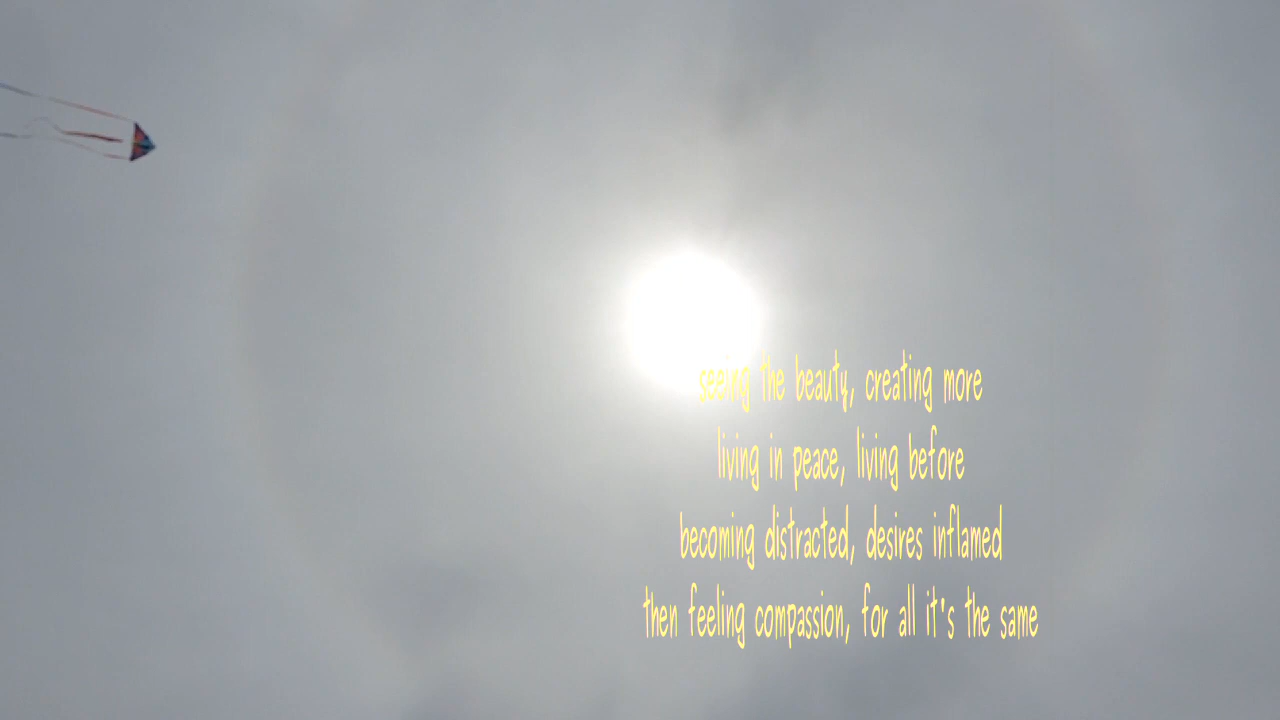 seeing the beauty, creating more
living in peace, living before
becoming distracted, desires inflamed
then feeling compassion, for all it's the same